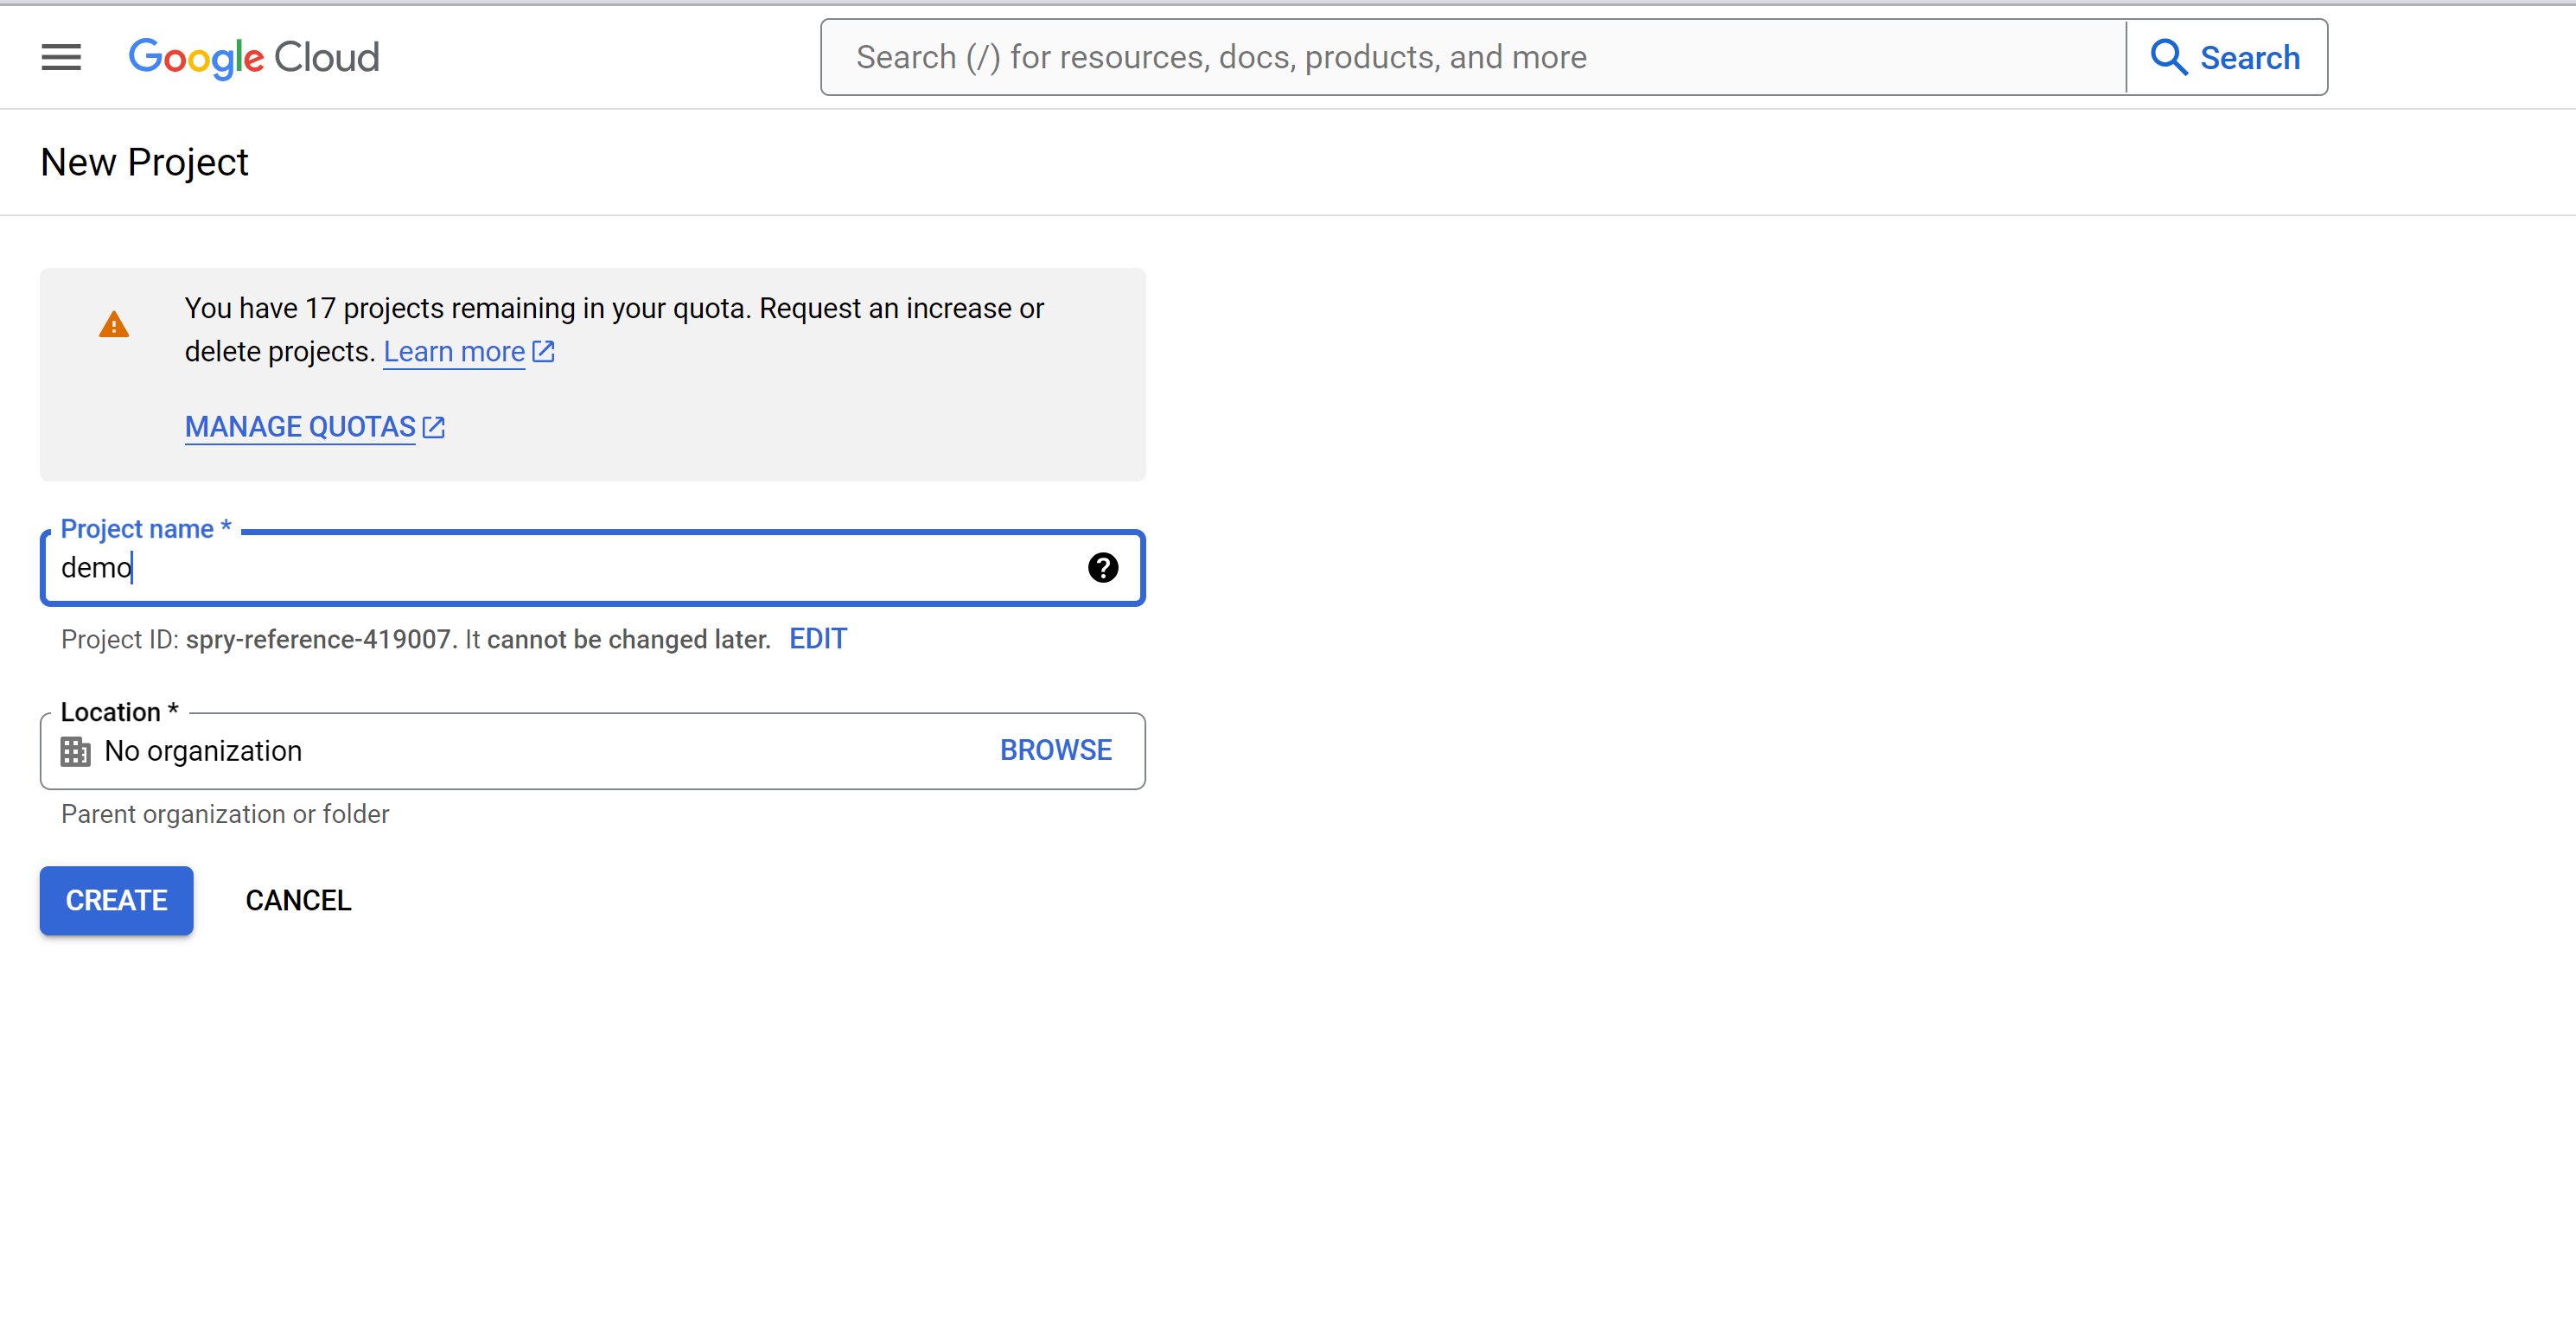 Google Cloud
Search (/) for resources, docs, products, and more
Search
New Project
You have 17 projects remaining in your quota. Request an increase or
delete projects. Learn more
MANAGE QUOTAS
Project name *
demo
Project ID: spry-reference-419007. It cannot be changed later. EDIT
Location *
No organization
BROWSE
Parent organization or folder
CREATE
CANCEL